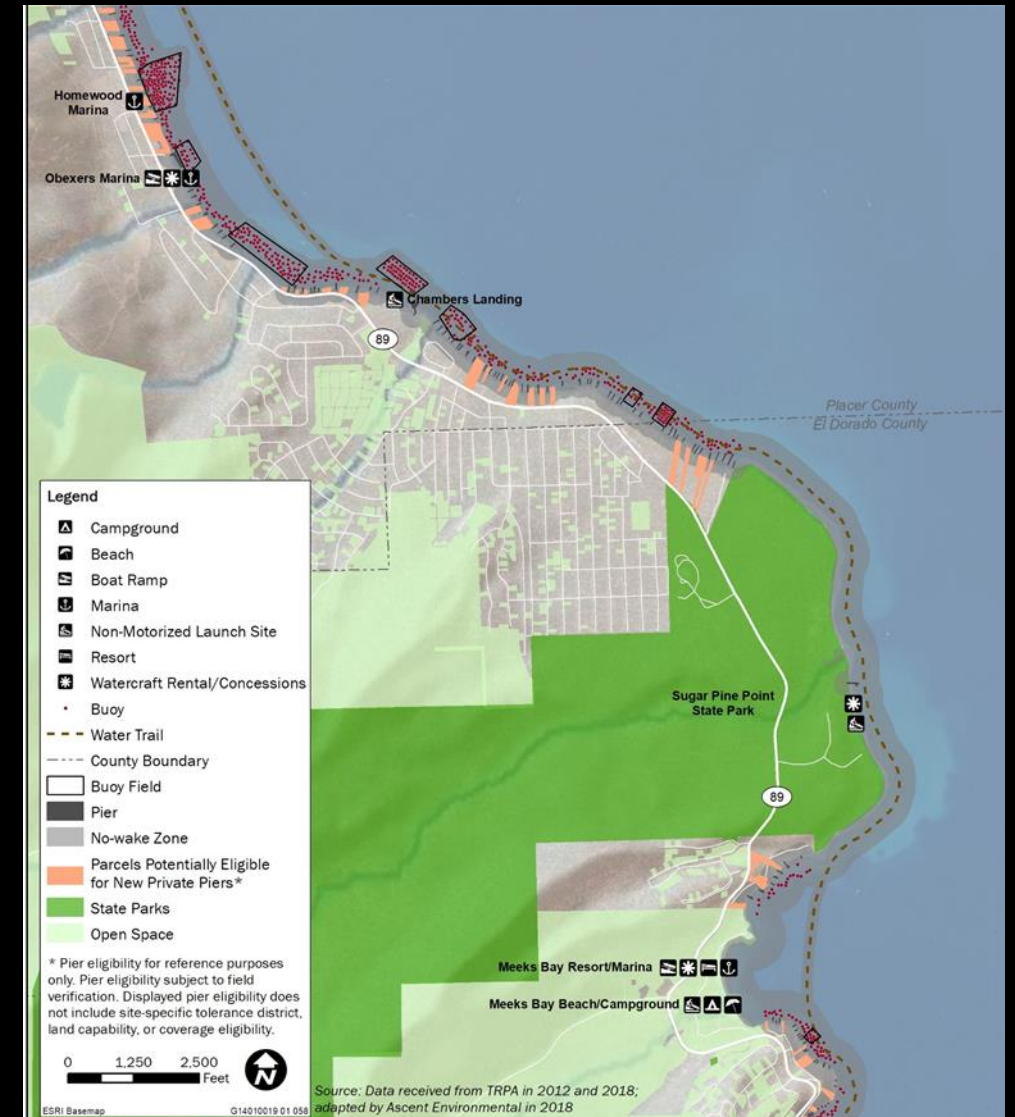 Homewood
Marina
Obexers Marina
Chambers Landing
89
Placer County
El Dorado County
Sugar Pine Point
State Park
89
Meeks Bay Resort/Marina
Meeks Bay Beach/Campground
Legend
Campground
Beach
Boat Ramp
Marina
Non-Motorized Launch Site
Resort
Watercraft Rental/Concessions
Buoy
Water Trail
County Boundary
Buoy Field
Pier
No-wake Zone
Parcels Potentially Eligible
for New Private Piers*
State Parks
Open Space
* Pier eligibility for reference purposes
only. Pier eligibility subject to field
verification. Displayed pier eligibility does
not include site-specific tolerance district,
land capability, or coverage eligibility.
0 1,250 2,500
Feet
N
ESRI Basemap G14010019 01 058
Source: Data received from TRPA in 2012 and 2018;
adapted by Ascent Environmental in 2018